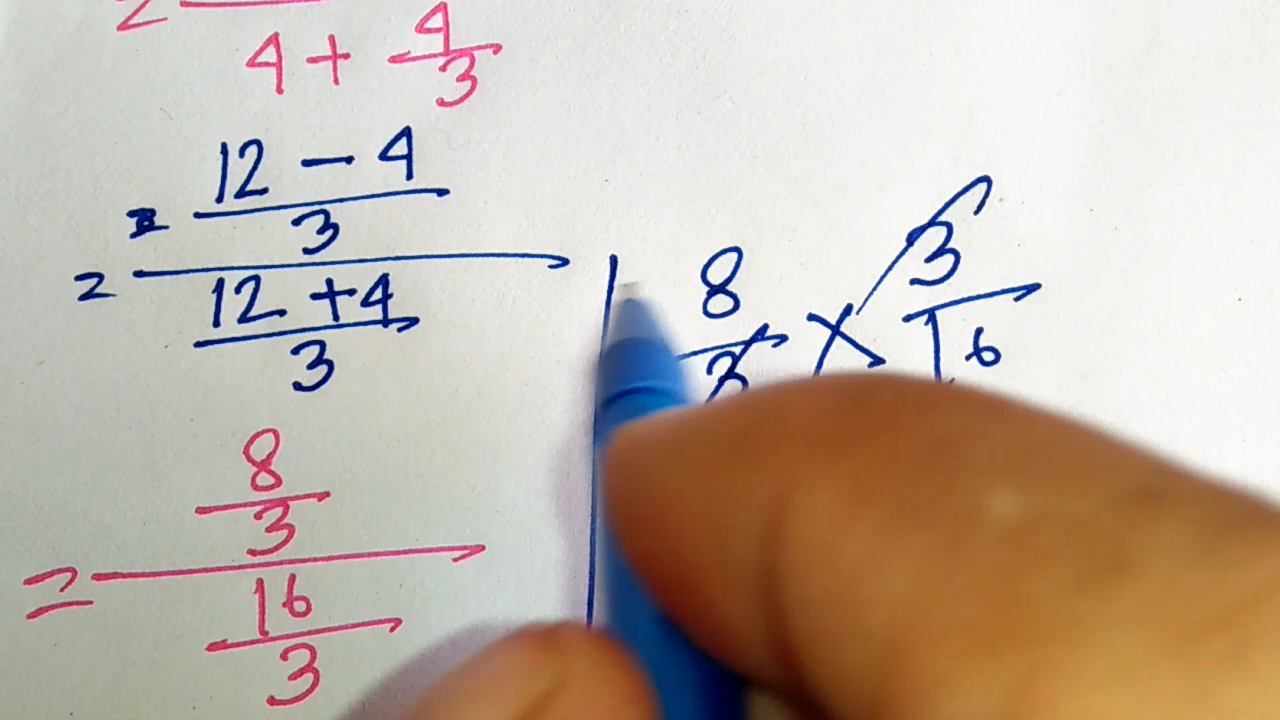 =
4 + 4/3
= 12 - 4
3
= 12 + 4
3
8
3
=
16
3
8/3 × 3/16